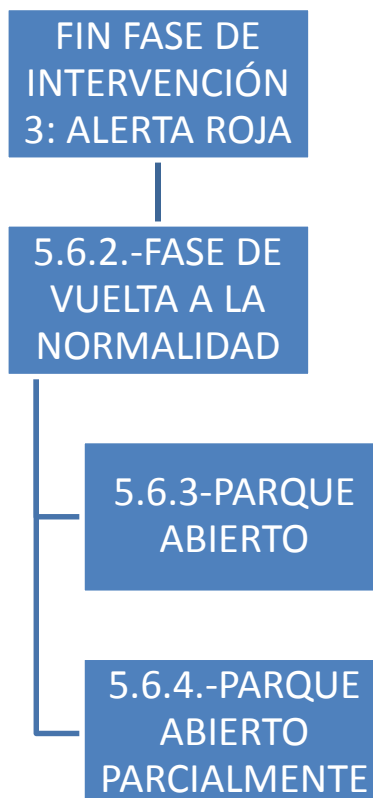 FIN FASE DE
INTERVENCIÓN
3: ALERTA ROJA
5.6.2.-FASE DE
VUELTA A LA
NORMALIDAD
5.6.3-PARQUE
ABIERTO
5.6.4.-PARQUE
ABIERTO
PARCIALMENTE